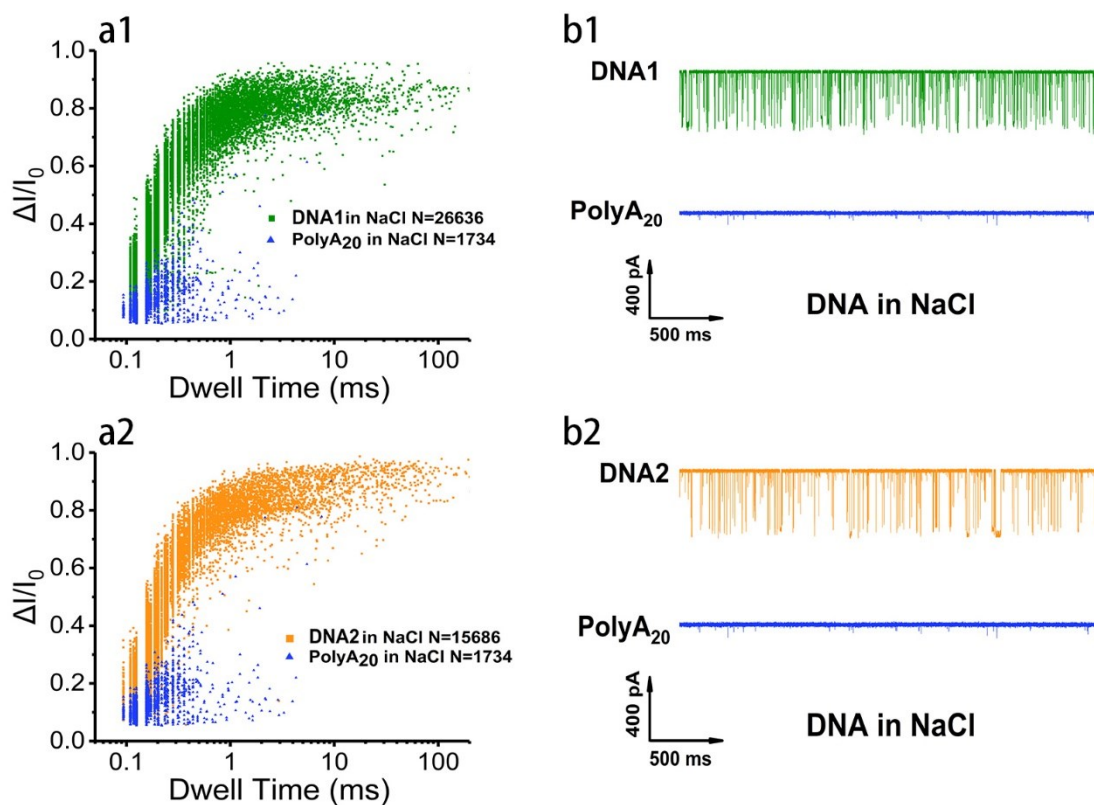 a1
1.0
0.8
0.6
0.4
0.2
0.0
ΔI/I₀
DNA1 in NaCl N=26636
PolyA₂₀ in NaCl N=1734
0.1 1 10 100
Dwell Time (ms)
b1
DNA1
PolyA₂₀
400 pA
500 ms
DNA in NaCl
a2
1.0
0.8
0.6
0.4
0.2
0.0
ΔI/I₀
DNA2 in NaCl N=15686
PolyA₂₀ in NaCl N=1734
0.1 1 10 100
Dwell Time (ms)
b2
DNA2
PolyA₂₀
400 pA
500 ms
DNA in NaCl